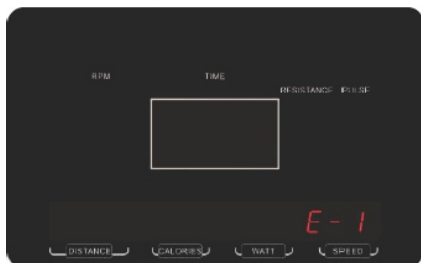 RPM TIME
RESISTANCE PULSE
E-1
DISTANCE CALORIES WATT SPEED